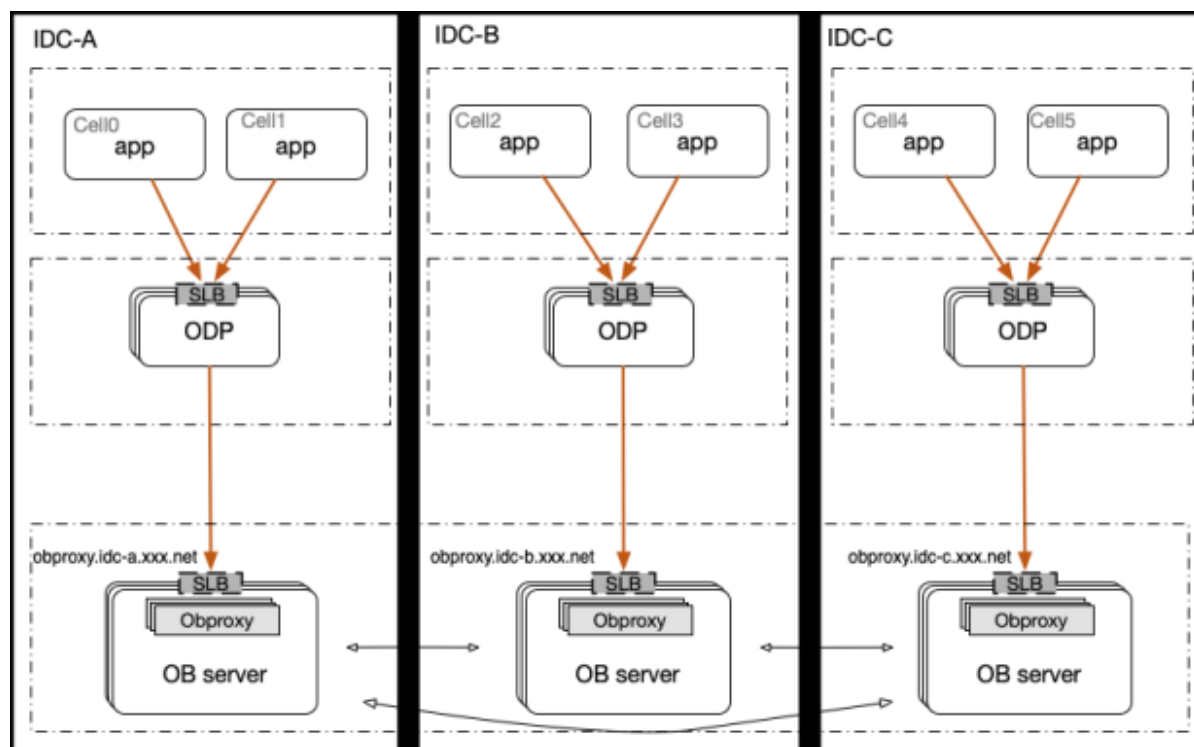 IDC-A
IDC-B
IDC-C
Cell0
app
Cell1
app
Cell2
app
Cell3
app
Cell4
app
Cell5
app
SLB
ODP
SLB
ODP
SLB
ODP
obproxy.idc-a.xxx.net
obproxy.idc-b.xxx.net
obproxy.idc-c.xxx.net
SLB
Obproxy
OB server
SLB
Obproxy
OB server
SLB
Obproxy
OB server